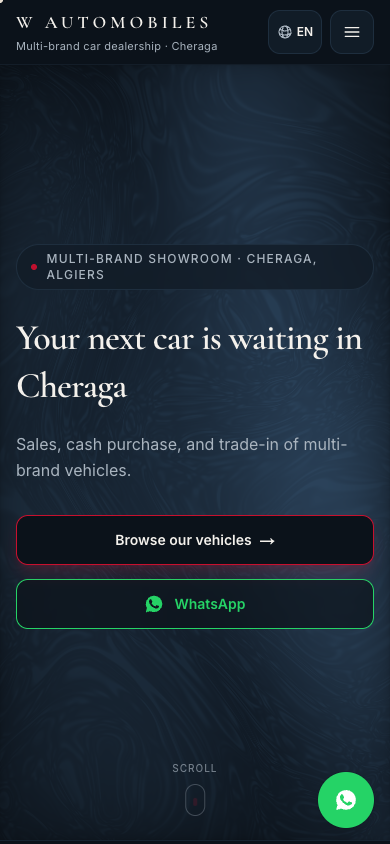 W AUTOMOBILES
Multi-brand car dealership · Cheraga
EN
MULTI-BRAND SHOWROOM · CHERAGA,
ALGIERS
Your next car is waiting in
Cheraga
Sales, cash purchase, and trade-in of multi-
brand vehicles.
Browse our vehicles →
WhatsApp
SCROLL